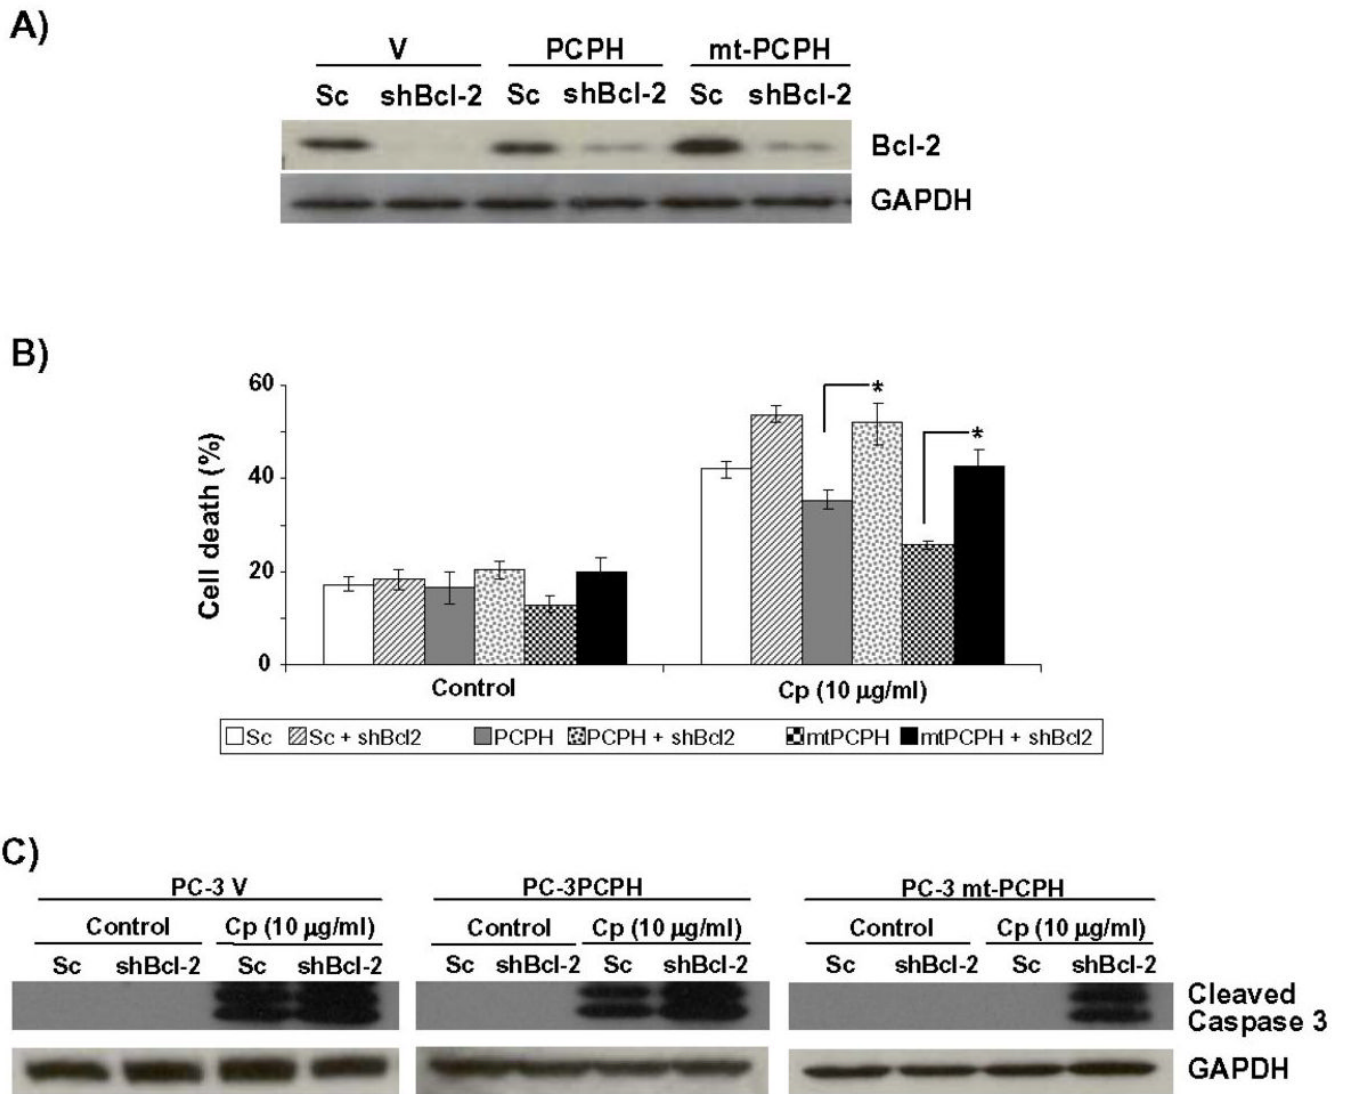 A)
V PCPH mt-PCPH
Sc shBcl-2 Sc shBcl-2 Sc shBcl-2
Bcl-2
GAPDH
B)
Cell death (%)
60
40
20
0
* *
Control Cp (10 µg/ml)
Sc Sc + shBcl2 PCPH PCPH + shBcl2 mtPCPH mtPCPH + shBcl2
C)
PC-3 V PC-3PCPH PC-3 mt-PCPH
Control Cp (10 µg/ml) Control Cp (10 µg/ml) Control Cp (10 µg/ml)
Sc shBcl-2 Sc shBcl-2 Sc shBcl-2 Sc shBcl-2 Sc shBcl-2 Sc shBcl-2
Cleaved
Caspase 3
GAPDH